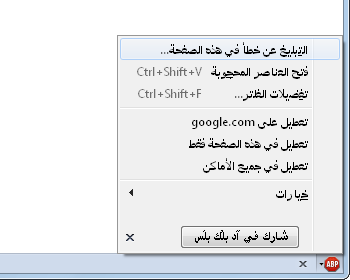 التبليغ عن خطأ في هذه الصفحة...
فتح العناصر المحجوبة Ctrl+Shift+V
تفضيلات الفلتر... Ctrl+Shift+F
تعطيل على google.com
تعطيل في هذه الصفحة فقط
تعطيل في جميع الأماكن
خيارات
شارك في آد بلك بلس
ABP